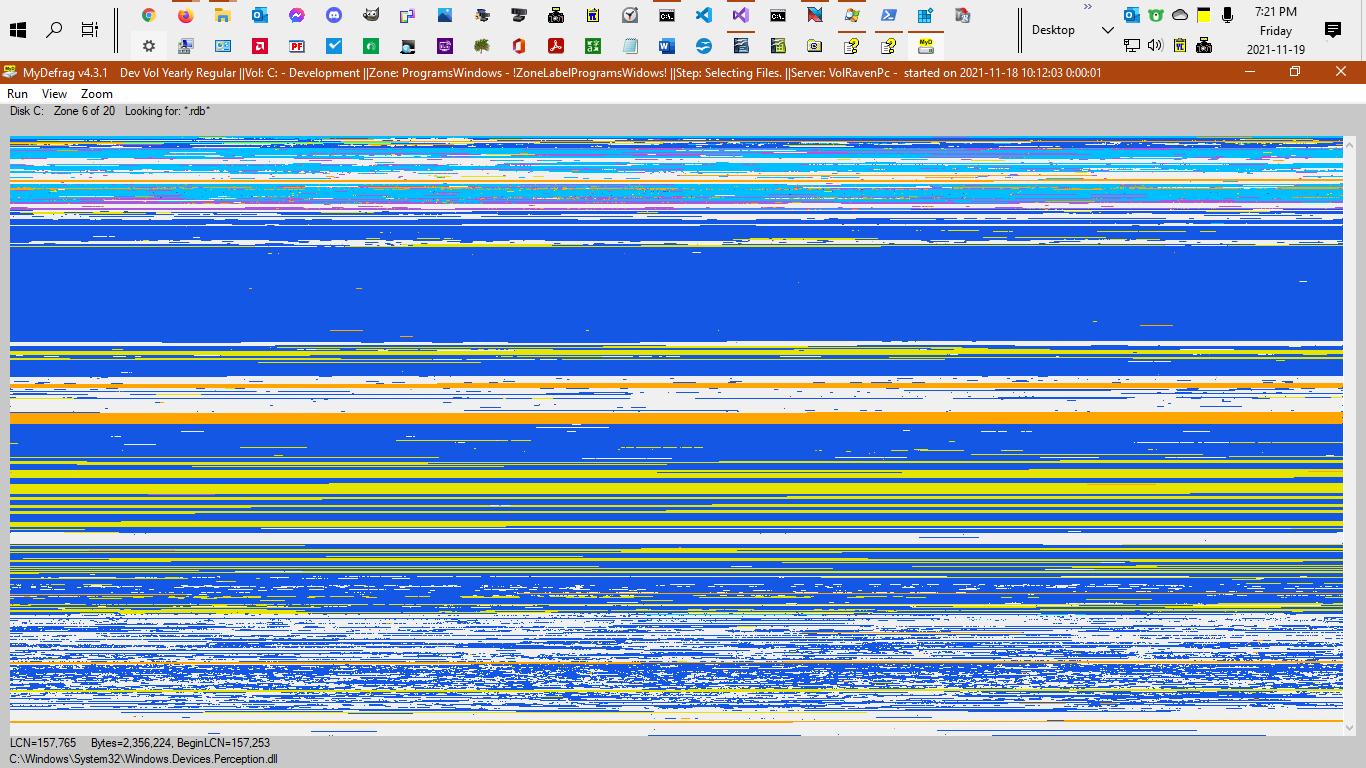 7:21 PM
Desktop
Friday
2021-11-19
MyDefrag v4.3.1 Dev Vol Yearly Regular ||Vol: C: - Development ||Zone: ProgramsWindows - !ZoneLabelProgramsWidows! ||Step: Selecting Files. ||Server: VolRavenPc - started on 2021-11-18 10:12:03 0:00:01
Run View Zoom
Disk C: Zone 6 of 20 Looking for: *.rdb*
LCN=157,765 Bytes=2,356,224, BeginLCN=157,253
C:\Windows\System32\Windows.Devices.Perception.dll